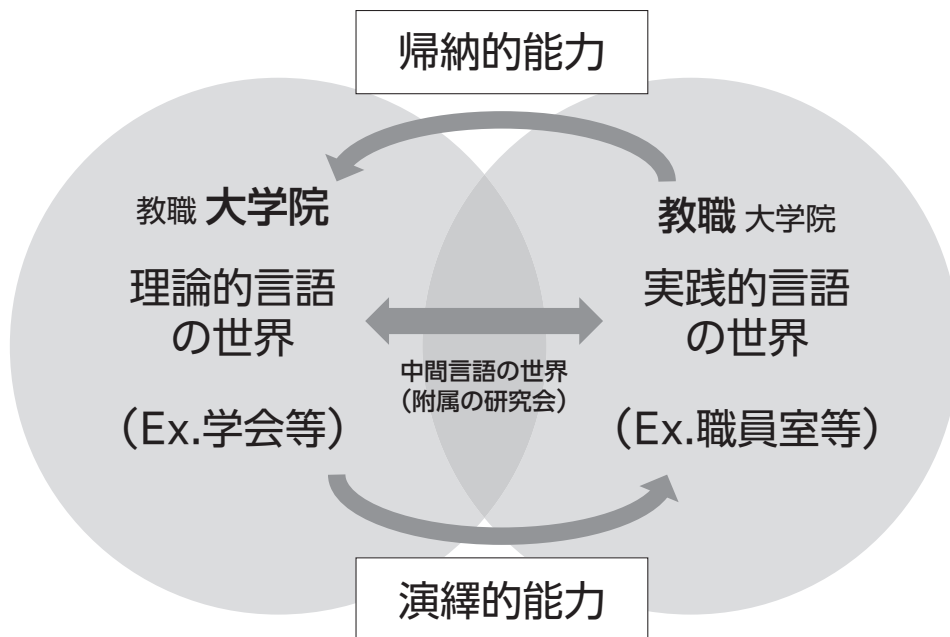 帰納的能力
教職 大学院
理論的言語
の世界
（Ex.学会等）
教職 大学院
実践的言語
の世界
（Ex.職員室等）
中間言語の世界
（附属の研究会）
演繹的能力